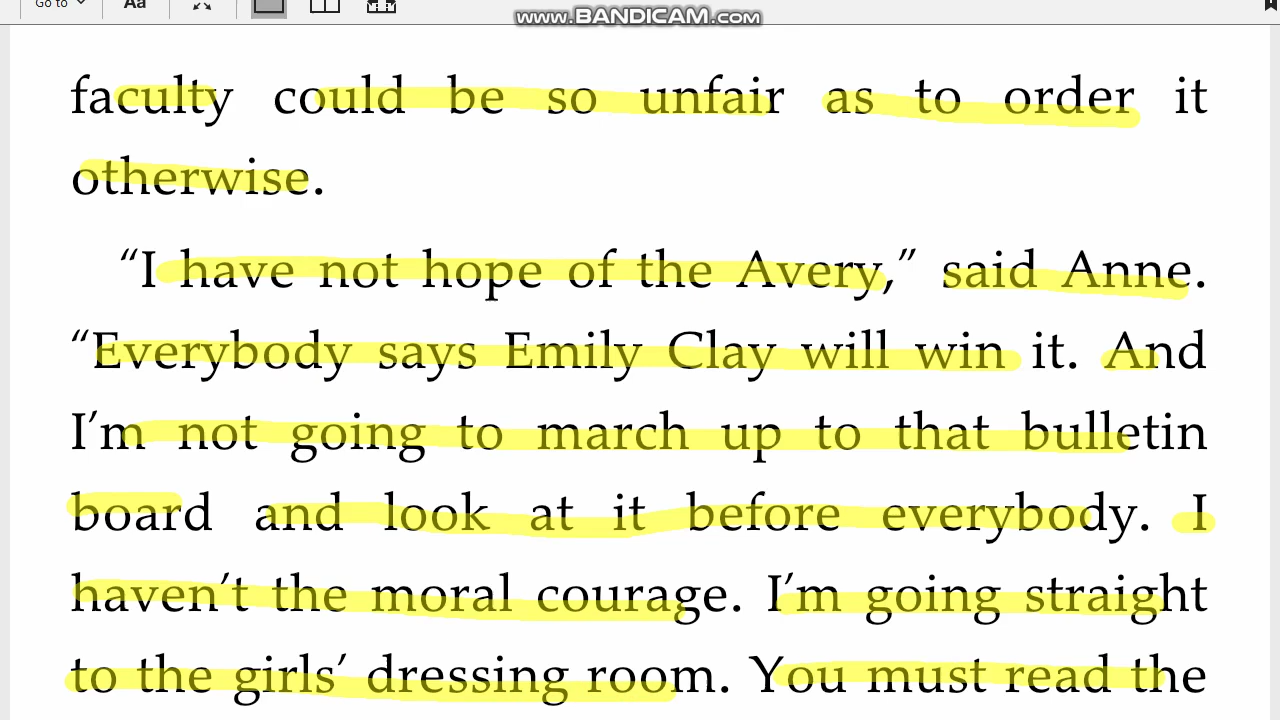 Go to
Aa
www.BANDICAM.com
faculty could be so unfair as to order it
otherwise.
“I have not hope of the Avery,” said Anne.
“Everybody says Emily Clay will win it. And
I’m not going to march up to that bulletin
board and look at it before everybody. I
haven’t the moral courage. I’m going straight
to the girls’ dressing room. You must read the